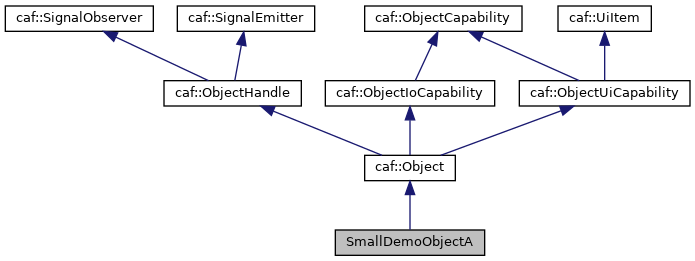 caf::SignalObserver
caf::SignalEmitter
caf::ObjectCapability
caf::UiItem
caf::ObjectHandle
caf::ObjectIoCapability
caf::ObjectUiCapability
caf::Object
SmallDemoObjectA